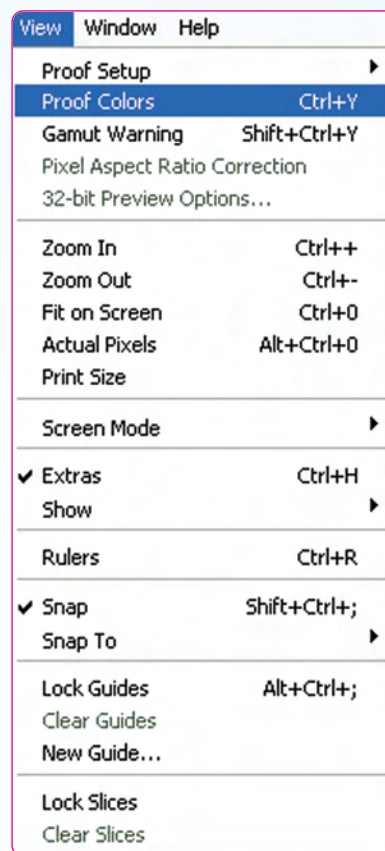 View Window Help
Proof Setup
Proof Colors Ctrl+Y
Gamut Warning Shift+Ctrl+Y
Pixel Aspect Ratio Correction
32-bit Preview Options...
Zoom In Ctrl++
Zoom Out Ctrl+-
Fit on Screen Ctrl+0
Actual Pixels Alt+Ctrl+0
Print Size
Screen Mode
Extras Ctrl+H
Show
Rulers Ctrl+R
Snap Shift+Ctrl+;
Snap To
Lock Guides Alt+Ctrl+;
Clear Guides
New Guide...
Lock Slices
Clear Slices